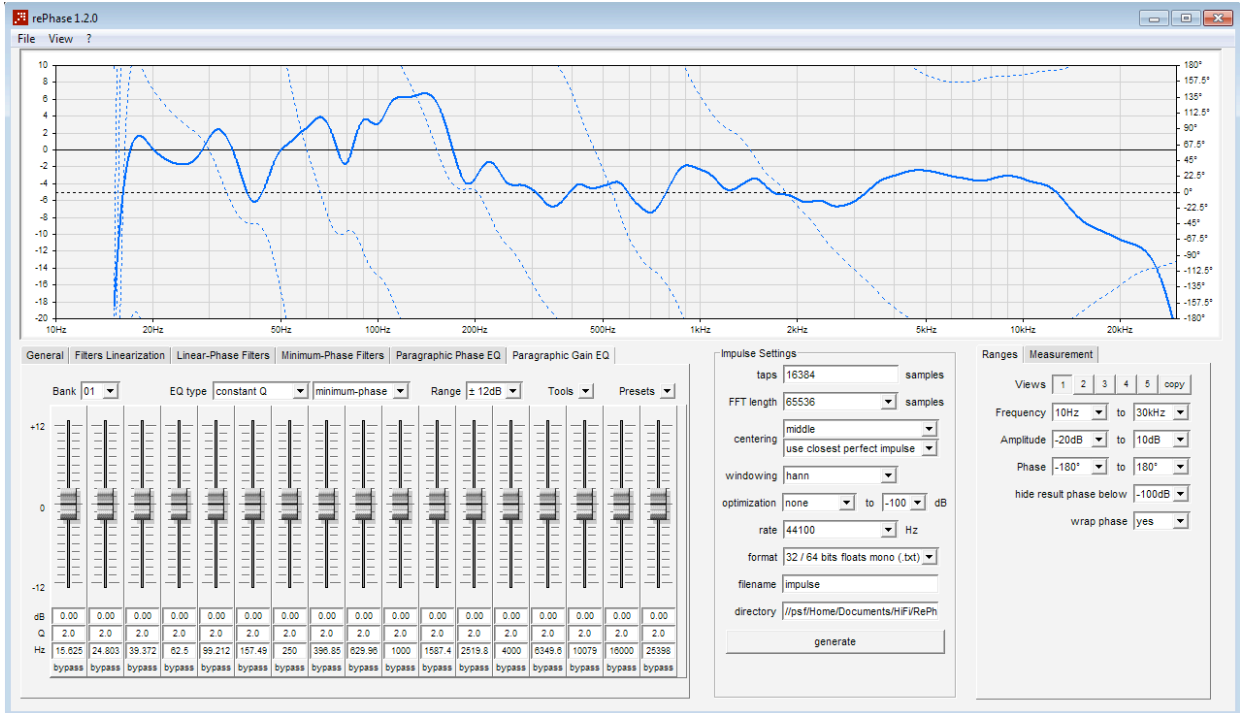 rePhase 1.2.0
File View ?
10
8
6
4
2
0
-2
-4
-6
-8
-10
-12
-14
-16
-18
-20
180°
157.5°
135°
112.5°
90°
67.5°
45°
22.5°
0°
-22.5°
-45°
-67.5°
-90°
-112.5°
-135°
-157.5°
-180°
10Hz 20Hz 50Hz 100Hz 200Hz 500Hz 1kHz 2kHz 5kHz 10kHz 20kHz
General Filters Linearization Linear-Phase Filters Minimum-Phase Filters Paragraphic Phase EQ Paragraphic Gain EQ
Bank 01 EQ type constant Q minimum-phase Range ± 12dB Tools Presets
+12
0
-12
dB 0.00 0.00 0.00 0.00 0.00 0.00 0.00 0.00 0.00 0.00 0.00 0.00 0.00 0.00 0.00 0.00 0.00
Q 2.0 2.0 2.0 2.0 2.0 2.0 2.0 2.0 2.0 2.0 2.0 2.0 2.0 2.0 2.0 2.0 2.0
Hz 15.625 24.803 39.372 62.5 99.212 157.49 250 396.85 629.96 1000 1587.4 2519.8 4000 6349.6 10079 16000 25398
bypass bypass bypass bypass bypass bypass bypass bypass bypass bypass bypass bypass bypass bypass bypass bypass bypass
Impulse Settings
taps 16384 samples
FFT length 65536 samples
centering middle
use closest perfect impulse
windowing hann
optimization none to -100 dB
rate 44100 Hz
format 32 / 64 bits floats mono (.txt)
filename impulse
directory //psf/Home/Documents/HiFi/RePh
generate
Ranges Measurement
Views 1 2 3 4 5 copy
Frequency 10Hz to 30kHz
Amplitude -20dB to 10dB
Phase -180° to 180°
hide result phase below -100dB
wrap phase yes